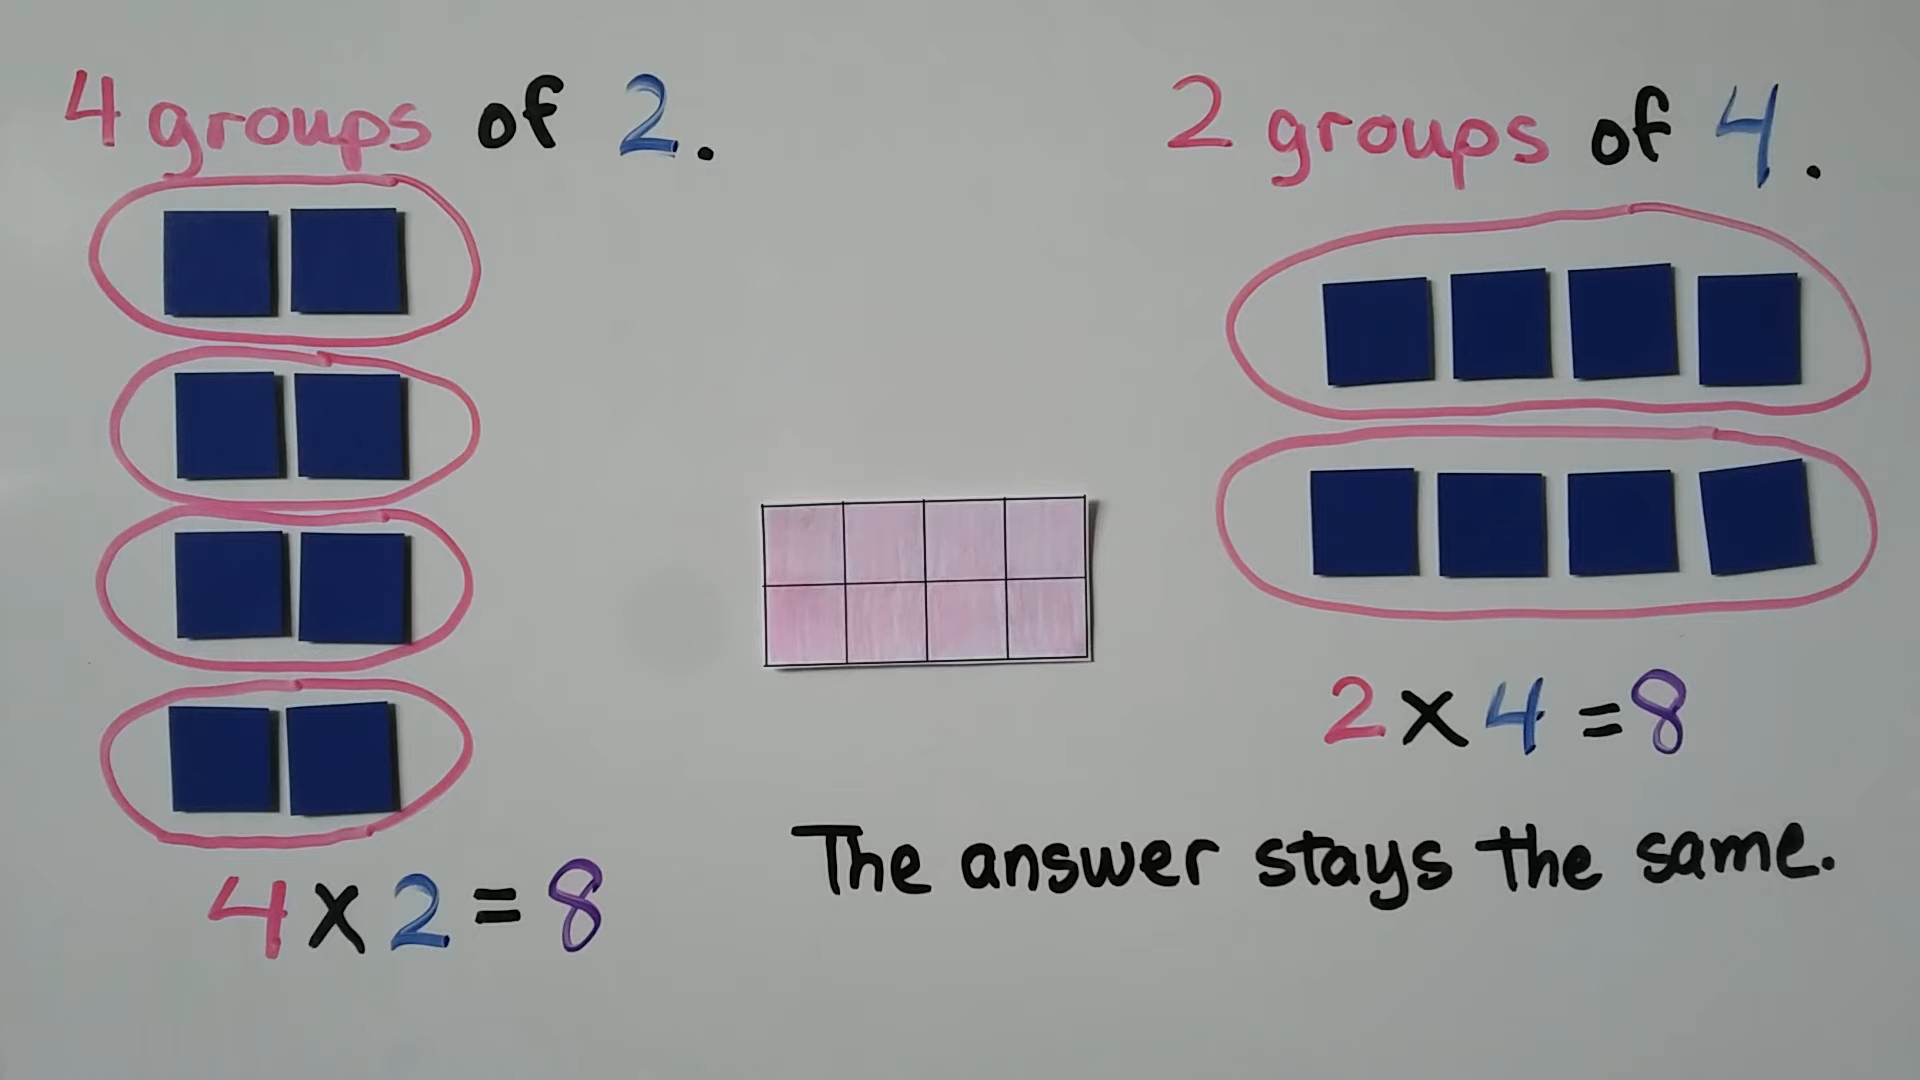 4 groups of 2.
4 x 2 = 8
2 groups of 4.
2 x 4 = 8
The answer stays the same.